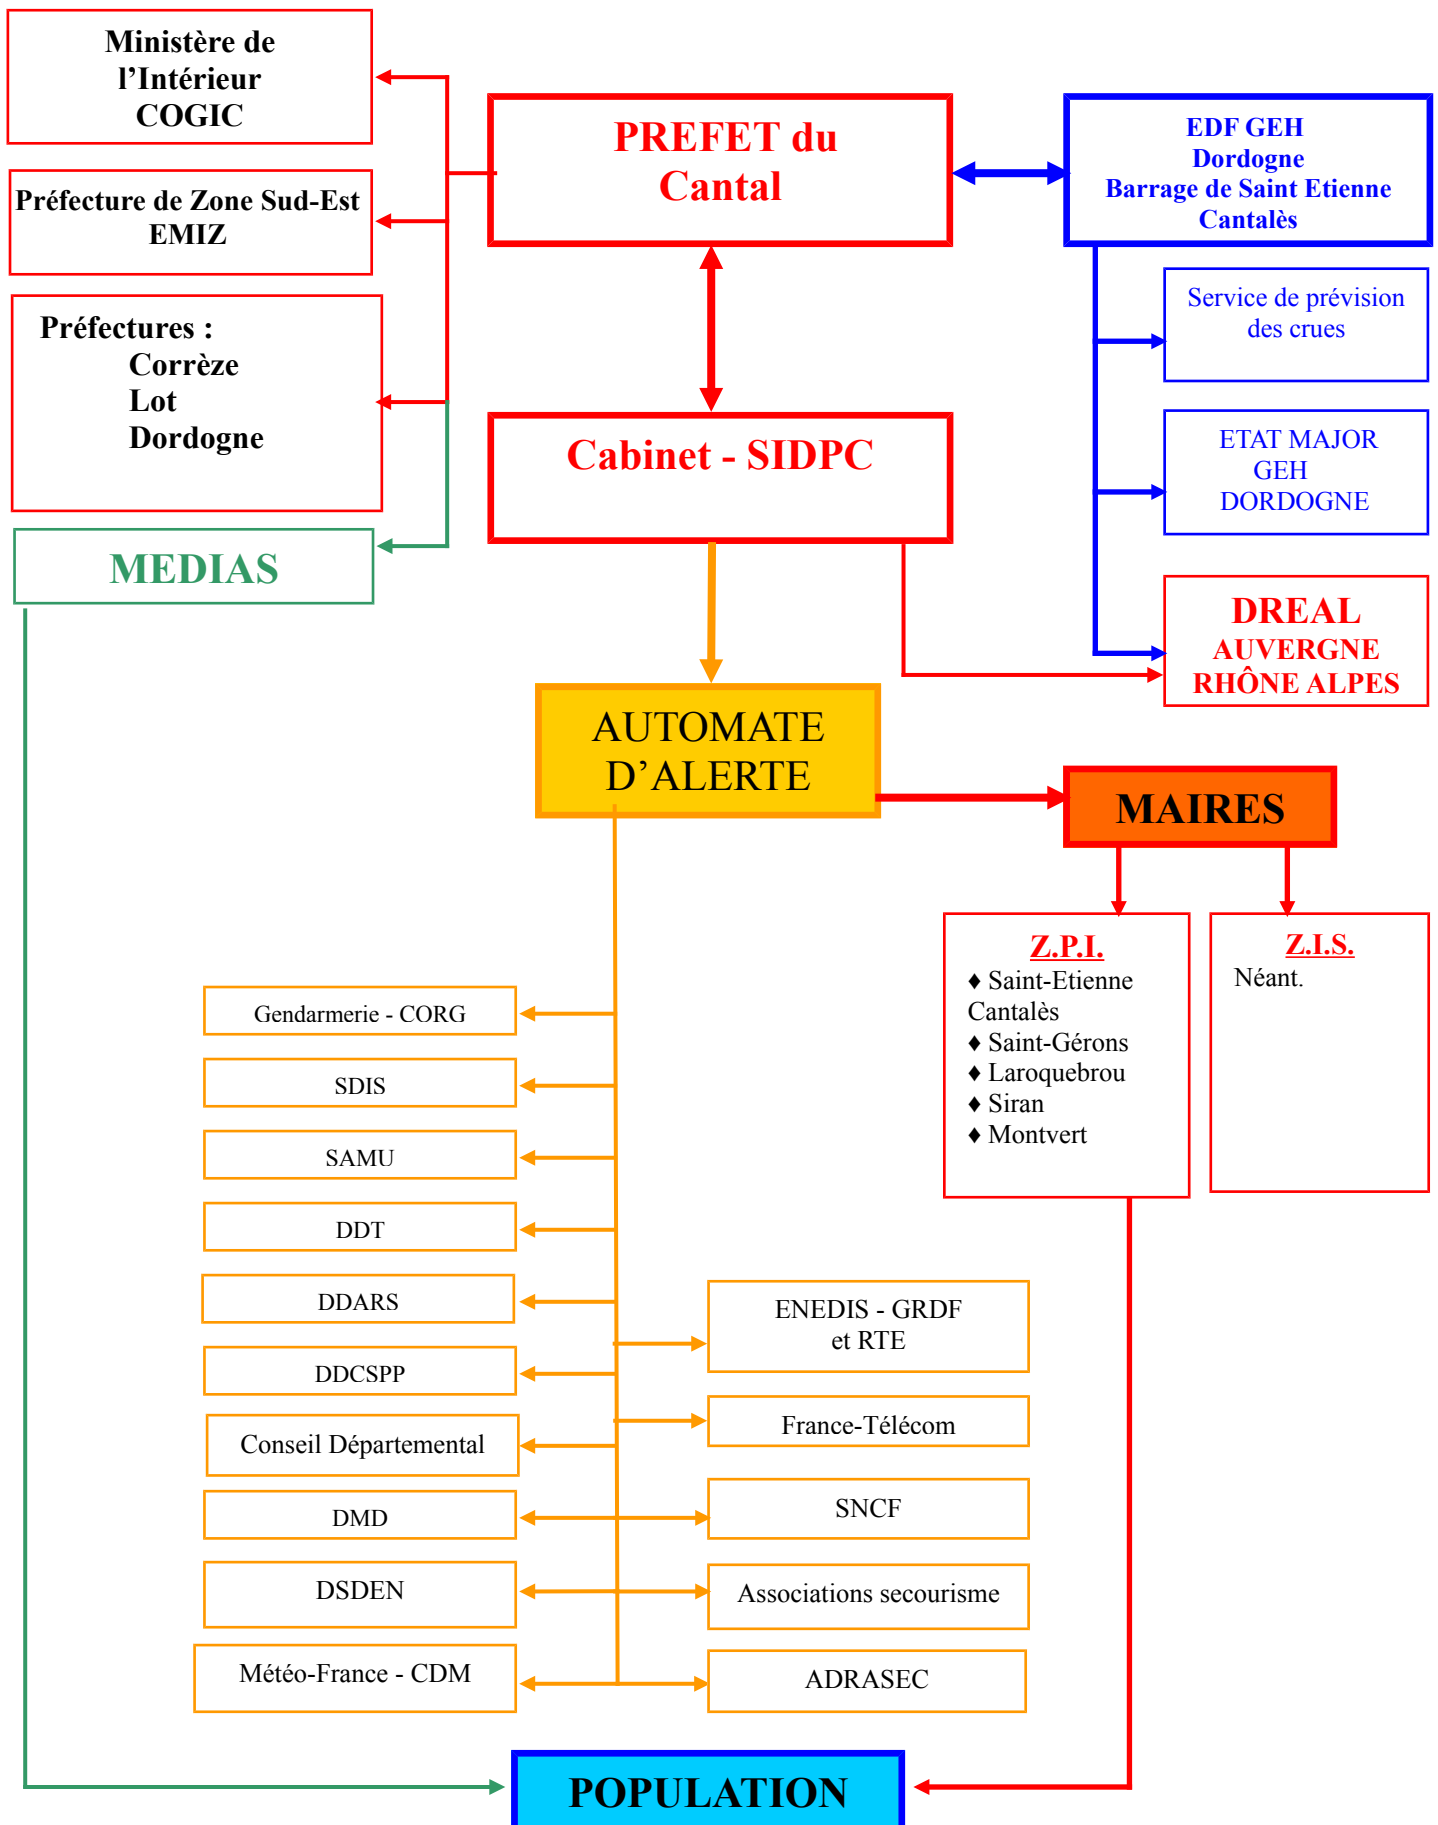 Ministère de
l’Intérieur
COGIC
PREFET du
Cantal
EDF GEH
Dordogne
Barrage de Saint Etienne
Cantalès
Préfecture de Zone Sud-Est
EMIZ
Service de prévision
des crues
Préfectures :
Corrèze
Lot
Dordogne
Cabinet - SIDPC
ETAT MAJOR
GEH
DORDOGNE
MEDIAS
DREAL
AUVERGNE
RHÔNE ALPES
AUTOMATE
D’ALERTE
MAIRES
Z.P.I.
♦ Saint-Etienne
Cantalès
♦ Saint-Gérons
♦ Laroquebrou
♦ Siran
♦ Montvert
Z.I.S.
Néant.
Gendarmerie - CORG
SDIS
SAMU
DDT
DDARS
DDCSPP
Conseil Départemental
DMD
DSDEN
Météo-France - CDM
ENEDIS - GRDF
et RTE
France-Télécom
SNCF
Associations secourisme
ADRASEC
POPULATION